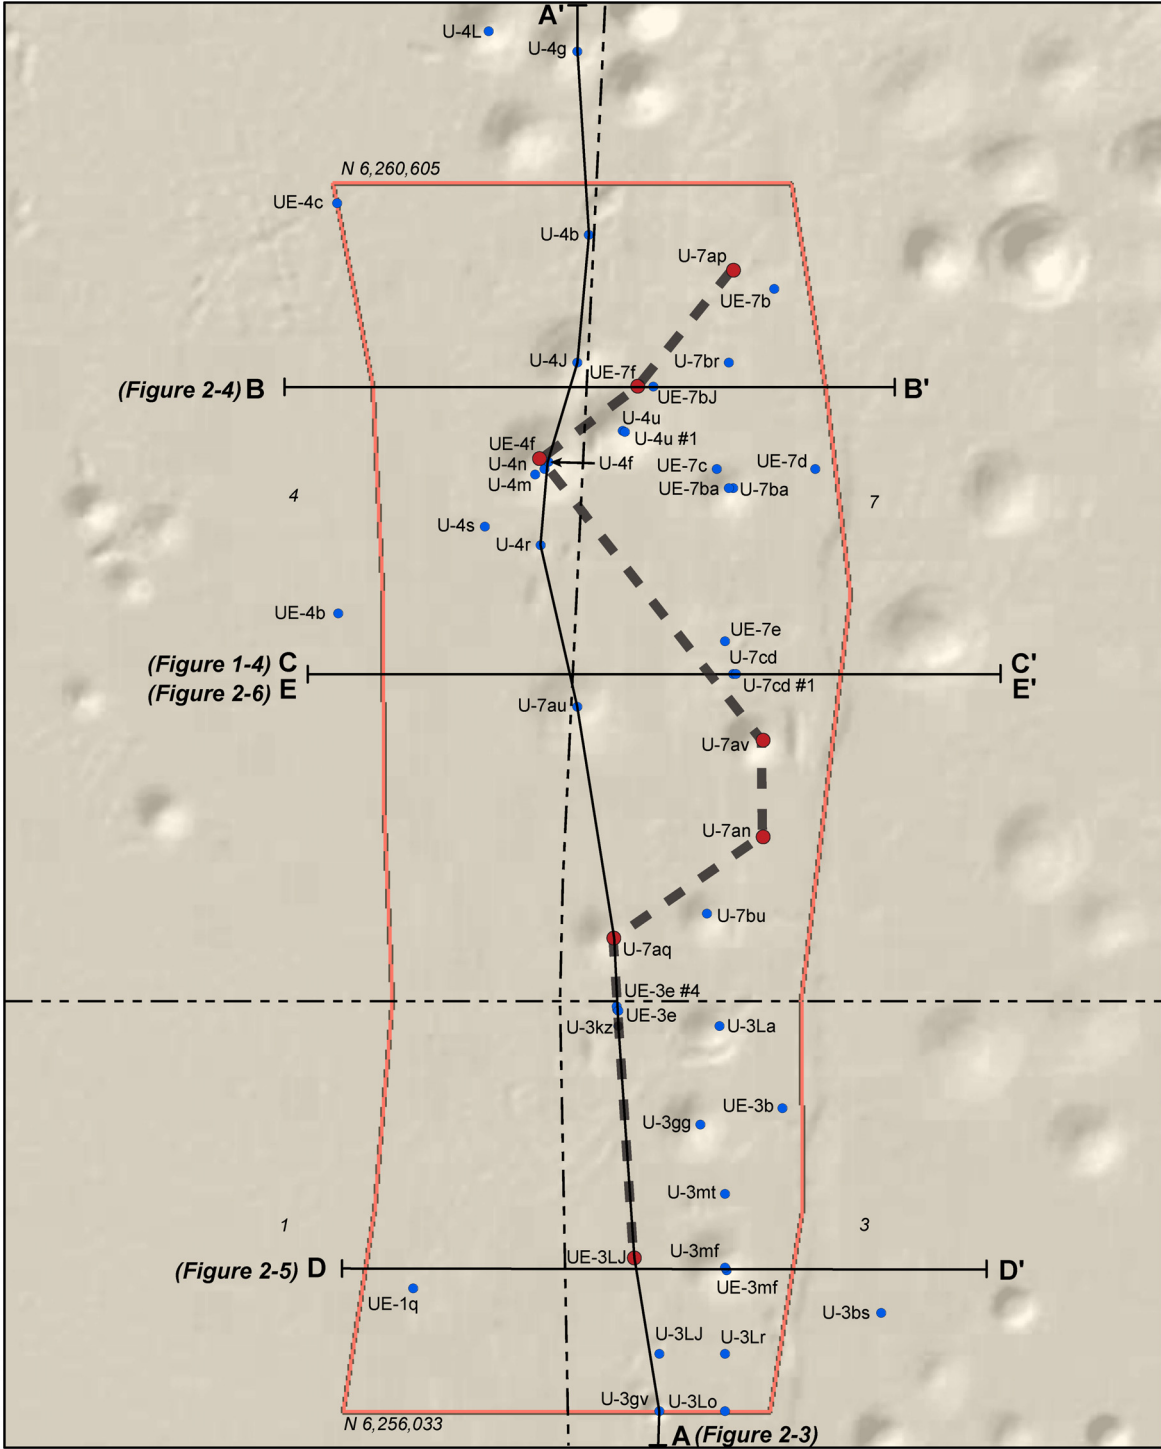 A'
U-4L
U-4g
N 6,260,605
UE-4c
U-4b
U-7ap
UE-7b
U-4J
U-7br
UE-7f
(Figure 2-4) B
B'
UE-7bJ
U-4u
U-4u #1
UE-4f
U-4n
U-4f
UE-7c
UE-7d
U-4m
UE-7ba
U-7ba
4
7
U-4s
U-4r
UE-4b
UE-7e
U-7cd
(Figure 1-4) C
C'
U-7cd #1
(Figure 2-6) E
E'
U-7au
U-7av
U-7an
U-7bu
U-7aq
UE-3e #4
UE-3e
U-3kz
U-3La
UE-3b
U-3gg
U-3mt
1
3
U-3mf
UE-3LJ
(Figure 2-5) D
D'
UE-3mf
UE-1q
U-3bs
U-3LJ
U-3Lr
U-3gv
U-3Lo
N 6,256,033
A (Figure 2-3)